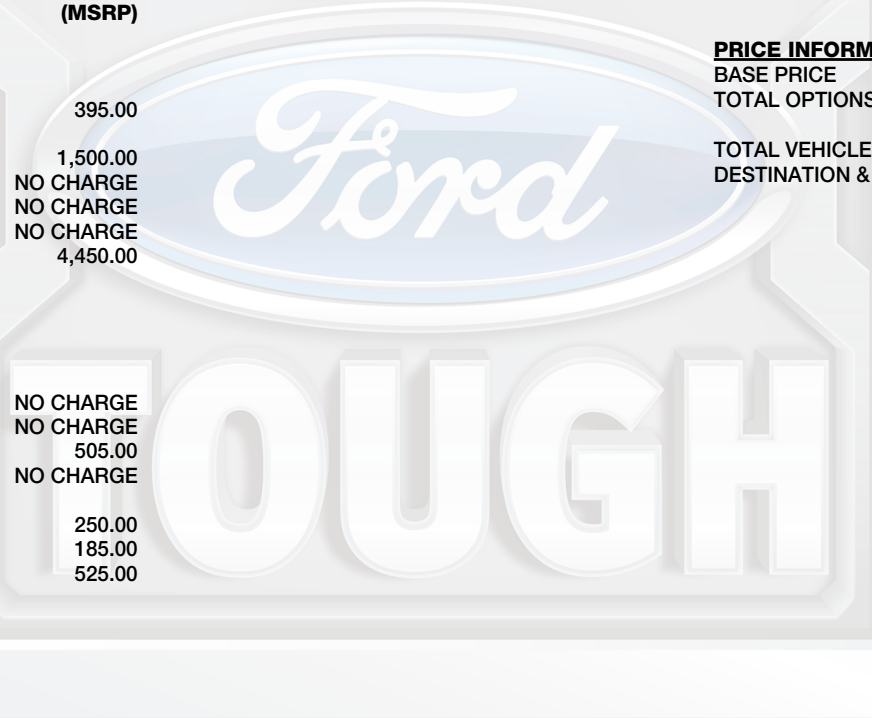 (MSRP)
395.00
1,500.00
NO CHARGE
NO CHARGE
NO CHARGE
4,450.00
NO CHARGE
NO CHARGE
505.00
NO CHARGE
250.00
185.00
525.00
PRICE INFORM
BASE PRICE
TOTAL OPTIONS
TOTAL VEHICLE
DESTINATION &
Ford
TOUGH